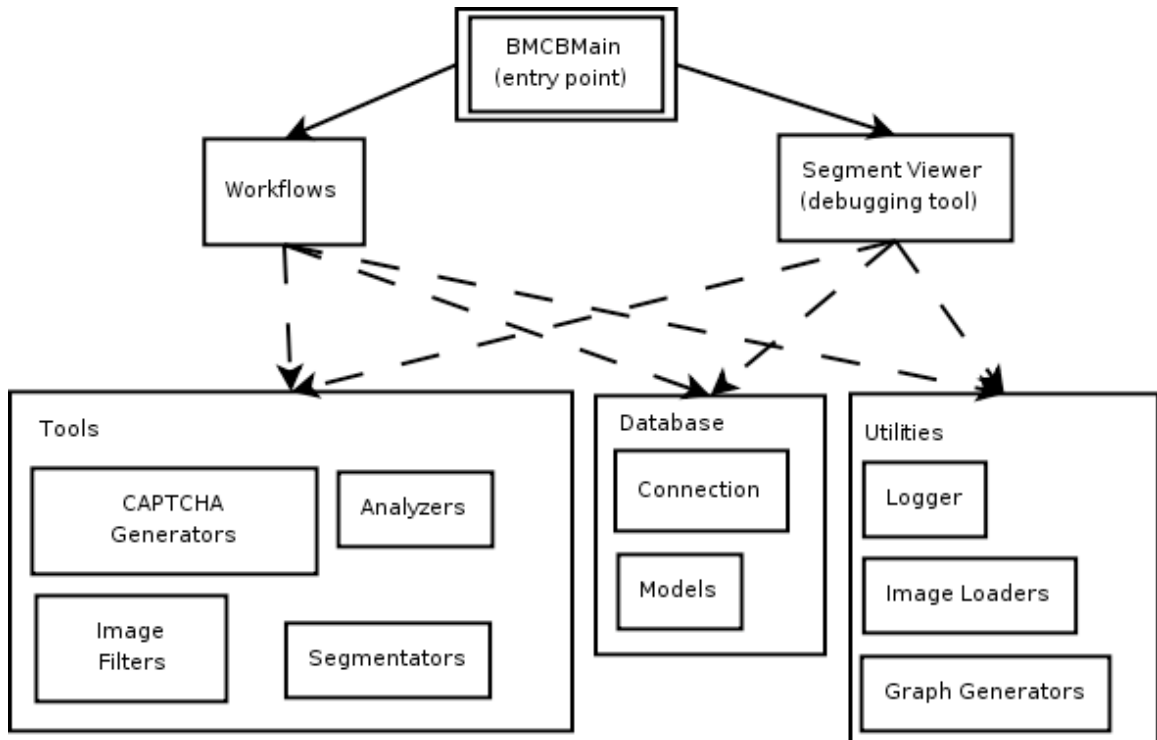 BMCBMain
(entry point)
Workflows
Segment Viewer
(debugging tool)
Tools
CAPTCHA
Generators
Analyzers
Image
Filters
Segmentators
Database
Connection
Models
Utilities
Logger
Image Loaders
Graph Generators